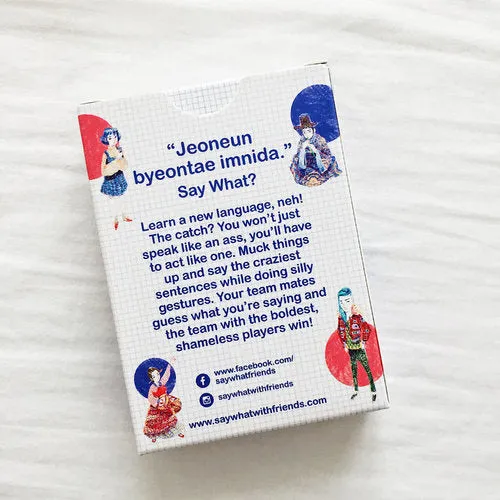 “Jeoneun
byeontae imnida.”
Say What?
Learn a new language, neh!
The catch? You won’t just
speak like an ass, you’ll have
to act like one. Muck things
up and say the craziest
sentences while doing silly
gestures. Your team mates
guess what you’re saying and
the team with the boldest,
shameless players win!
www.facebook.com/
saywhatfriends
saywhatwithfriends
www.saywhatwithfriends.com